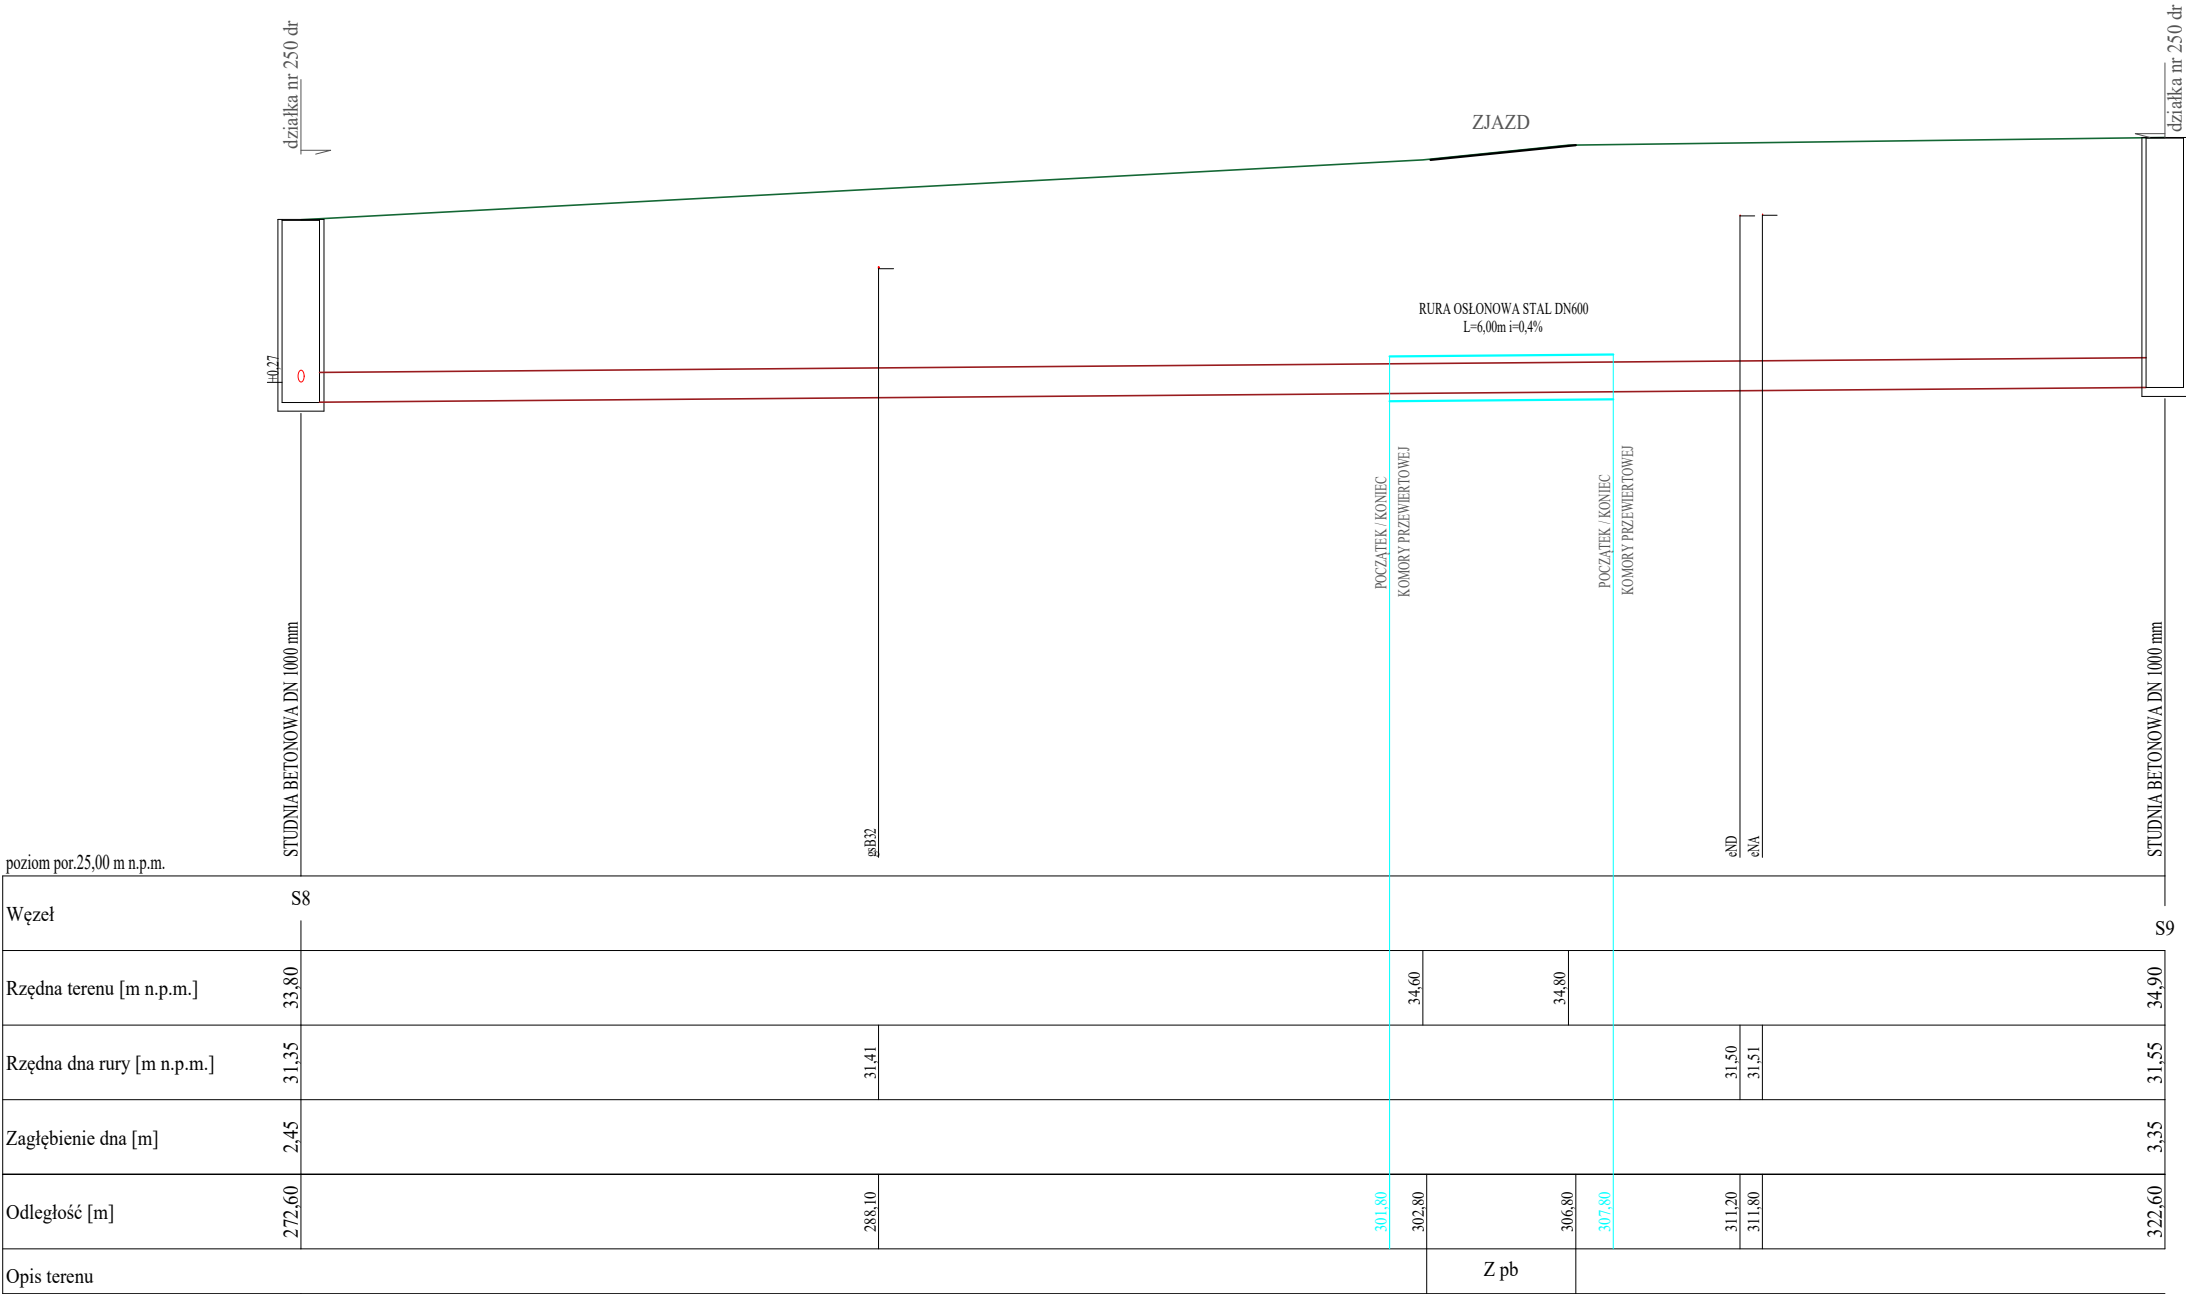 działka nr 250 dr
działka nr 250 dr
ZJAZD
RURA OSŁONOWA STAL DN600
L=6,00m i=0,4%
H0,27
POCZĄTEK / KONIEC
KOMORY PRZEWIERTOWEJ
POCZĄTEK / KONIEC
KOMORY PRZEWIERTOWEJ
STUDNIA BETONOWA DN 1000 mm
gsB32
eND
eNA
STUDNIA BETONOWA DN 1000 mm
poziom por.25,00 m n.p.m.
Węzeł
S8
S9
Rzędna terenu [m n.p.m.]
33,80
34,60
34,80
34,90
Rzędna dna rury [m n.p.m.]
31,35
31,41
31,50
31,51
31,55
Zagłębienie dna [m]
2,45
3,35
Odległość [m]
272,60
288,10
301,80
302,80
306,80
307,80
311,20
311,80
322,60
Opis terenu
Z pb